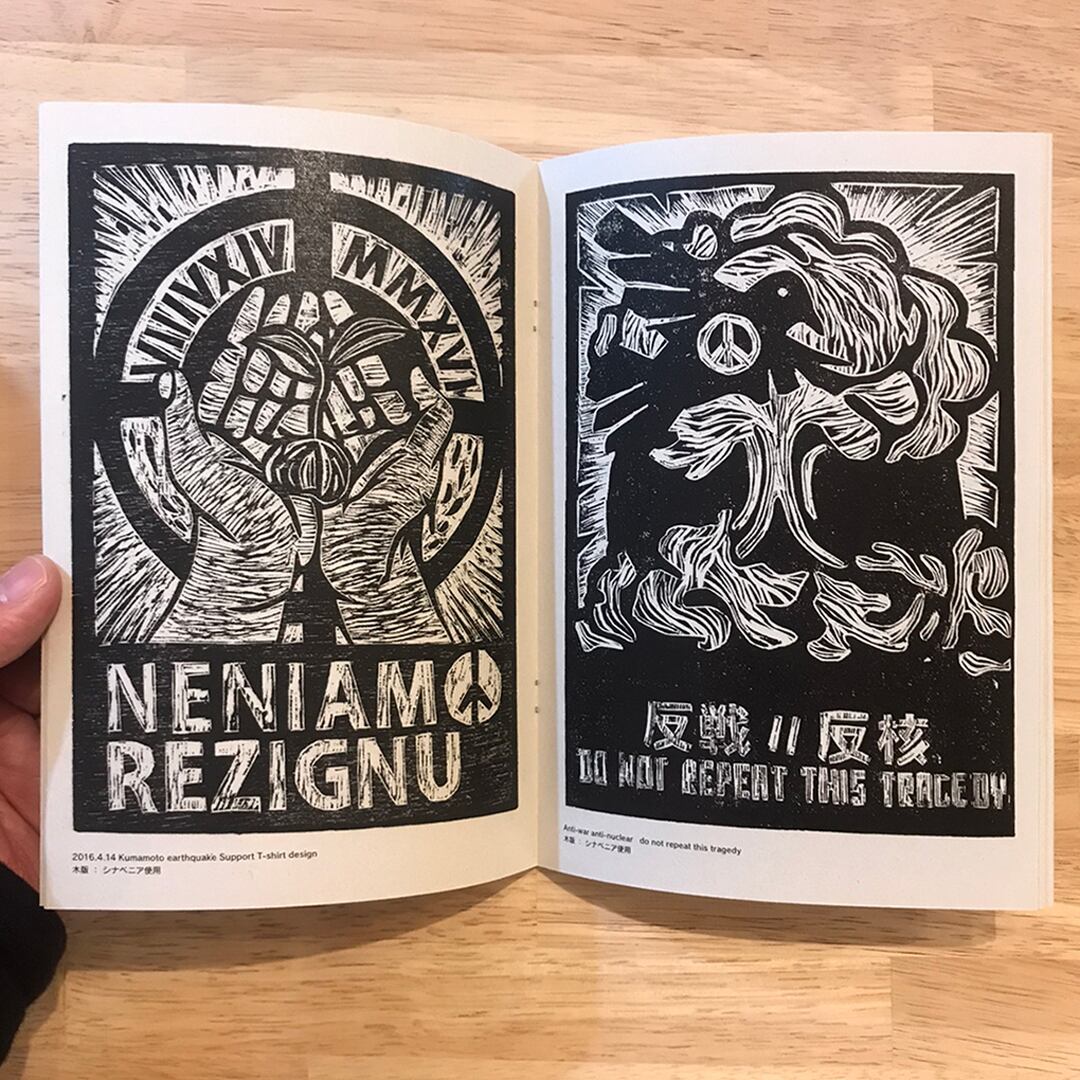 MMXVI
NENIAM
REZIGNU
2016.4.14 Kumamoto earthquake Support T-shirt design
木版 : シナベニア使用
反戦 // 反核
DO NOT REPEAT THIS TRAGEDY
Anti-war anti-nuclear do not repeat this tragedy
木版 : シナベニア使用